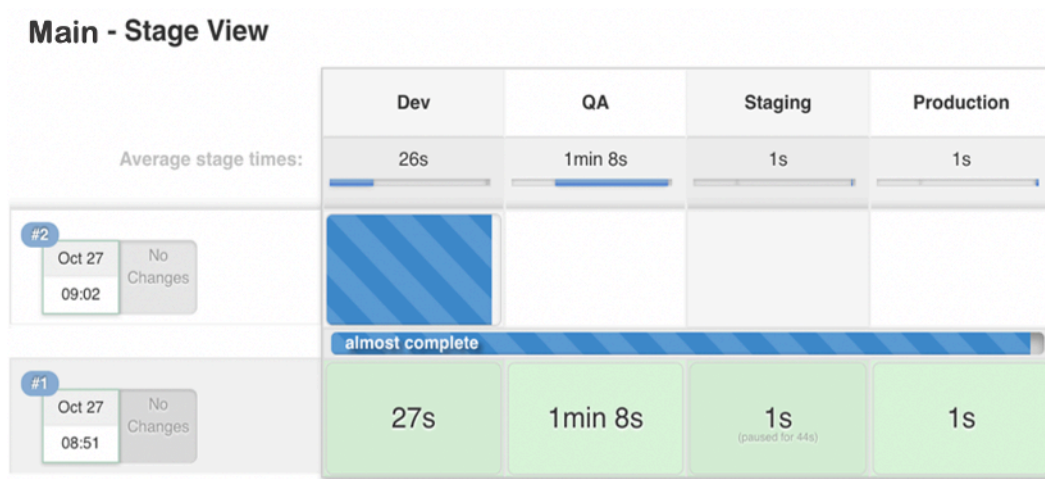 Main - Stage View
Dev QA Staging Production
Average stage times: 26s 1min 8s 1s 1s
#2
Oct 27 No
Changes
09:02
almost complete
#1
Oct 27 No
Changes
08:51
27s 1min 8s 1s 1s
(paused for 44s)